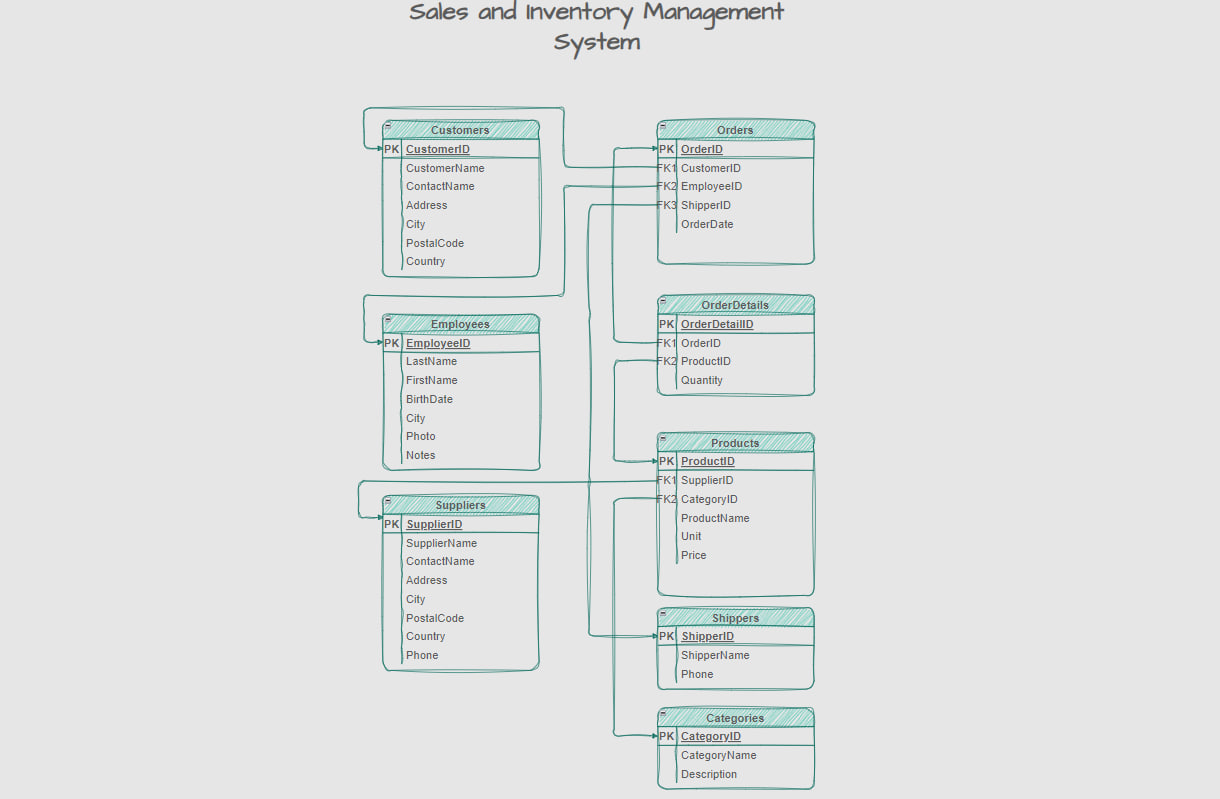 Sales and Inventory Management
System
Customers
PK CustomerID
CustomerName
ContactName
Address
City
PostalCode
Country
Employees
PK EmployeeID
LastName
FirstName
BirthDate
City
Photo
Notes
Suppliers
PK SupplierID
SupplierName
ContactName
Address
City
PostalCode
Country
Phone
Orders
PK OrderID
FK1 CustomerID
FK2 EmployeeID
FK3 ShipperID
OrderDate
OrderDetails
PK OrderDetailID
FK1 OrderID
FK2 ProductID
Quantity
Products
PK ProductID
FK1 SupplierID
FK2 CategoryID
ProductName
Unit
Price
Shippers
PK ShipperID
ShipperName
Phone
Categories
PK CategoryID
CategoryName
Description